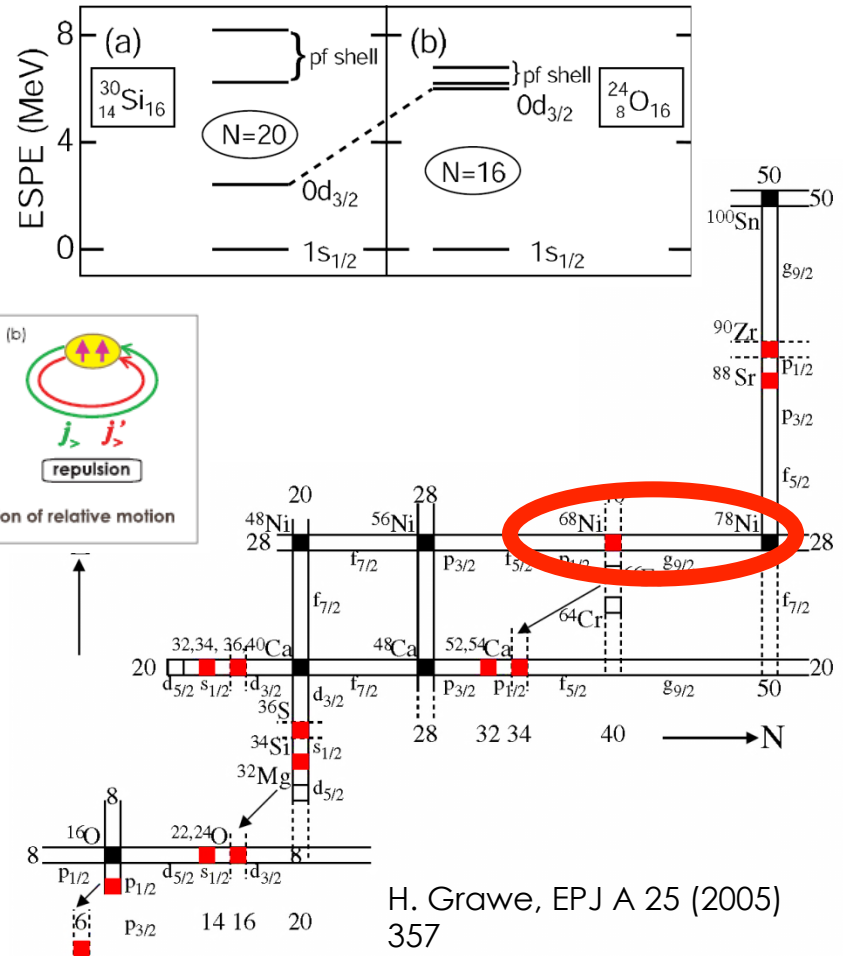 (a) (b)
ESPE (MeV)
8
4
0
pf shell
pf shell
30 14 Si 16
24 8 O 16
0d3/2
N=20
N=16
0d3/2
1s1/2 1s1/2
50
50
100Sn
g9/2
90Zr
p1/2
88Sr
p3/2
f5/2
(b)
j> j'>
repulsion
on of relative motion
20 28
48Ni 56Ni 68Ni 78Ni
28 28
f7/2 p3/2 f5/2 p1/2 g9/2
f7/2 f7/2
64Cr
32,34, 36,40Ca 48Ca 52,54Ca
20 20
d5/2 s1/2 d3/2 f7/2 p3/2 p1/2 f5/2 g9/2 50
d3/2
36S
28 32 34 40 N
34Si s1/2
32Mg d5/2
8
16O 22,24O
8 8
p1/2 d5/2 s1/2 d3/2
p1/2
6 p3/2 14 16 20
H. Grawe, EPJ A 25 (2005)
357